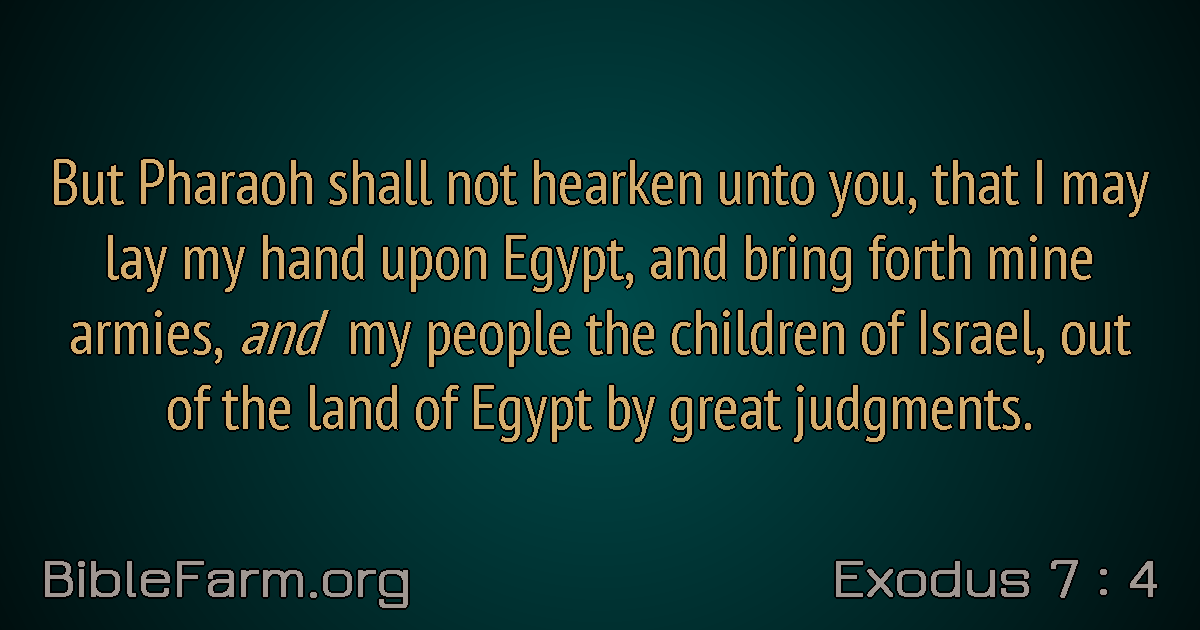 But Pharaoh shall not hearken unto you, that I may
lay my hand upon Egypt, and bring forth mine
armies, and my people the children of Israel, out
of the land of Egypt by great judgments.
BibleFarm.org
Exodus 7 : 4